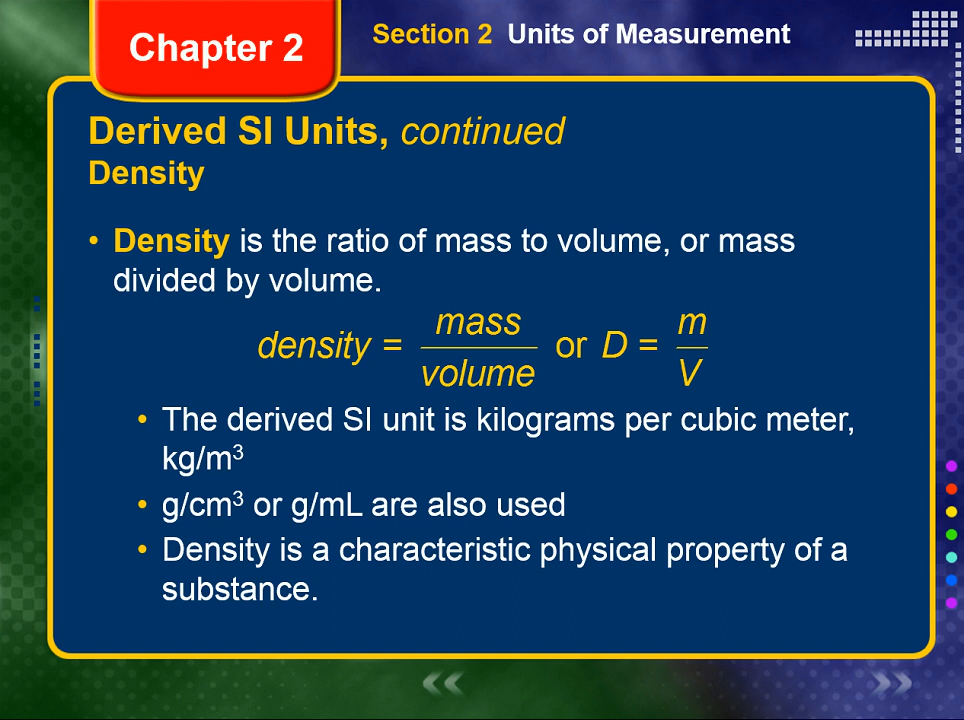 Chapter 2
Section 2 Units of Measurement
Derived SI Units, continued
Density
• Density is the ratio of mass to volume, or mass
divided by volume.
density = mass/volume or D = m/V
• The derived SI unit is kilograms per cubic meter,
kg/m³
• g/cm³ or g/mL are also used
• Density is a characteristic physical property of a
substance.